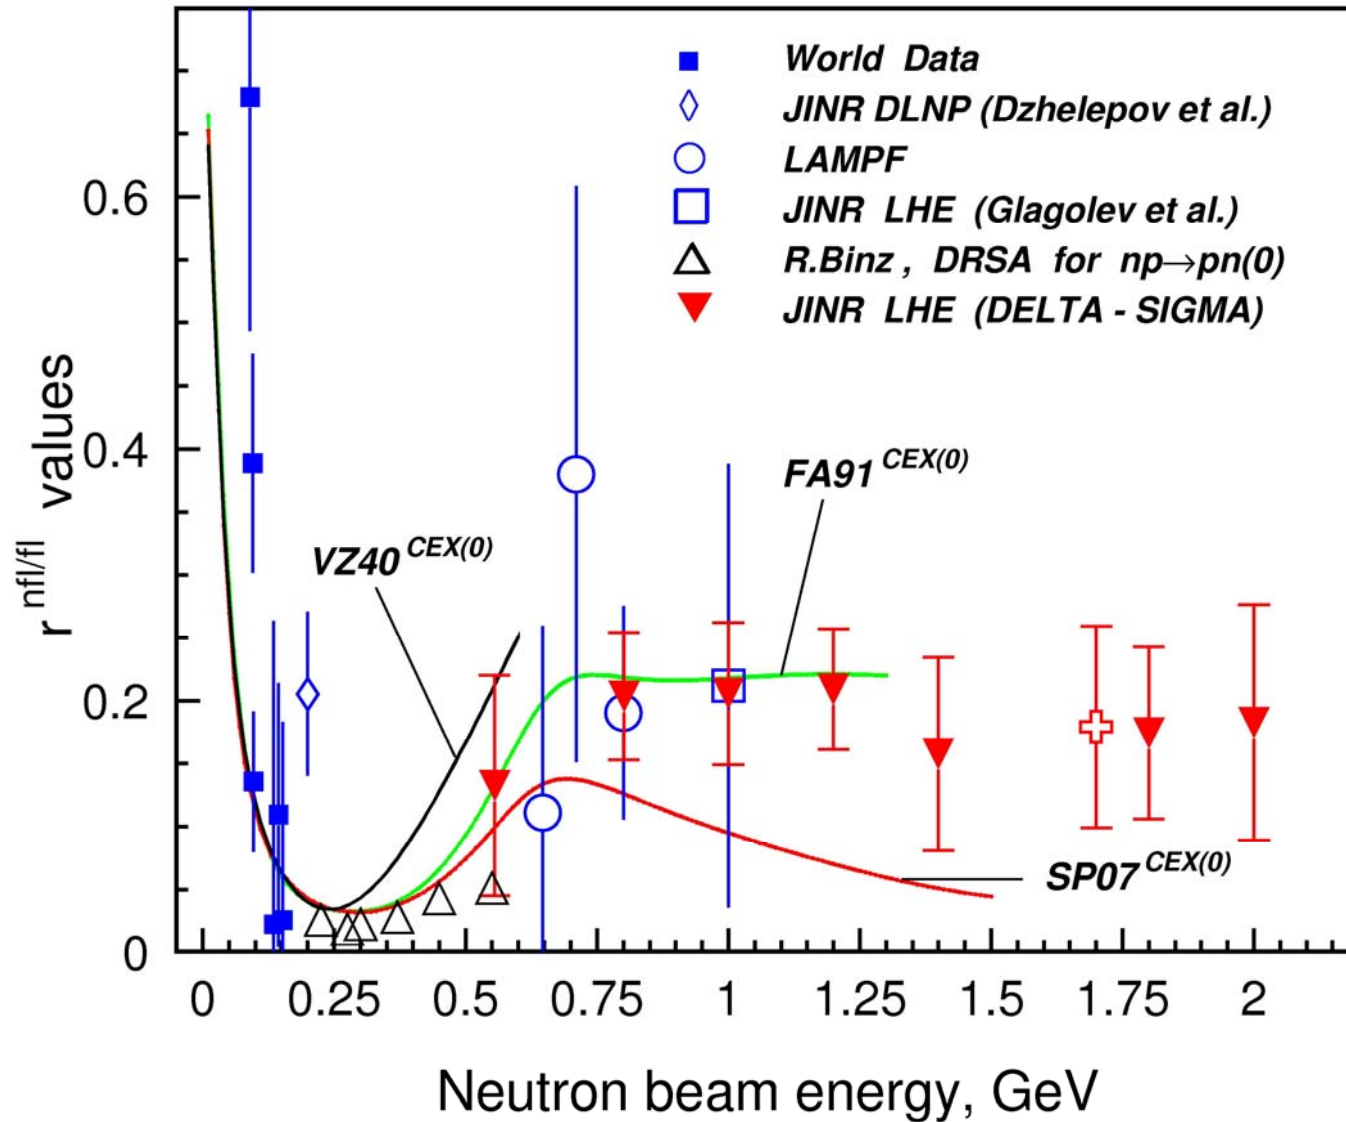 World Data
JINR DLNP (Dzhelepov et al.)
LAMPF
JINR LHE (Glagolev et al.)
R.Binz , DRSA for np→pn(0)
JINR LHE (DELTA - SIGMA)
0.6
0.4
0.2
0
r^nfl/fl values
FA91^CEX(0)
VZ40^CEX(0)
SP07^CEX(0)
0 0.25 0.5 0.75 1 1.25 1.5 1.75 2
Neutron beam energy, GeV